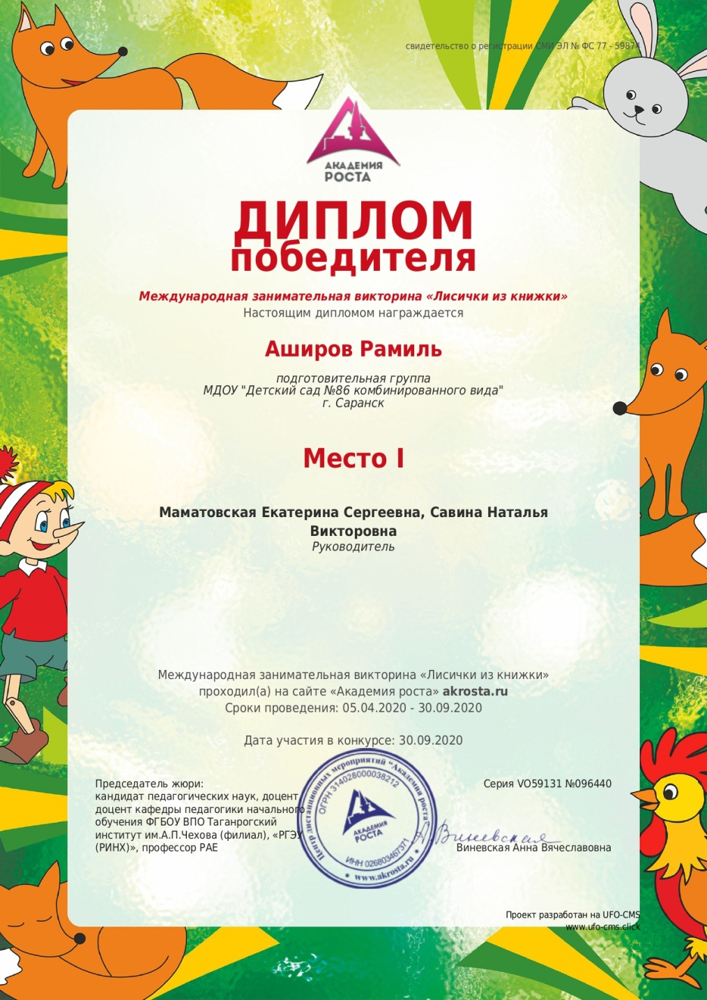 свидетельство о регистрации СМИ ЭЛ № ФС 77 - 59874
АКАДЕМИЯ
РОСТА
ДИПЛОМ
победителя
Международная занимательная викторина «Лисички из книжки»
Настоящим дипломом награждается
Аширов Рамиль
подготовительная группа
МДОУ "Детский сад №86 комбинированного вида"
г. Саранск
Место I
Маматовская Екатерина Сергеевна, Савина Наталья
Викторовна
Руководитель
Международная занимательная викторина «Лисички из книжки»
проходил(а) на сайте «Академия роста» akrosta.ru
Сроки проведения: 05.04.2020 - 30.09.2020
Дата участия в конкурсе: 30.09.2020
Председатель жюри:
кандидат педагогических наук, доцент,
доцент кафедры педагогики начального
обучения ФГБОУ ВПО Таганрогский
институт им.А.П.Чехова (филиал), «РГЭУ
(РИНХ)», профессор РАЕ
Центр дистанционных мероприятий "Академия роста"
ОГРН 314028000038212
АКАДЕМИЯ
РОСТА
ИНН 026803467371
www.akrosta.ru
Серия VO59131 №096440
А. Виневская
Виневская Анна Вячеславовна
Проект разработан на UFO-CMS
www.ufo-cms.click